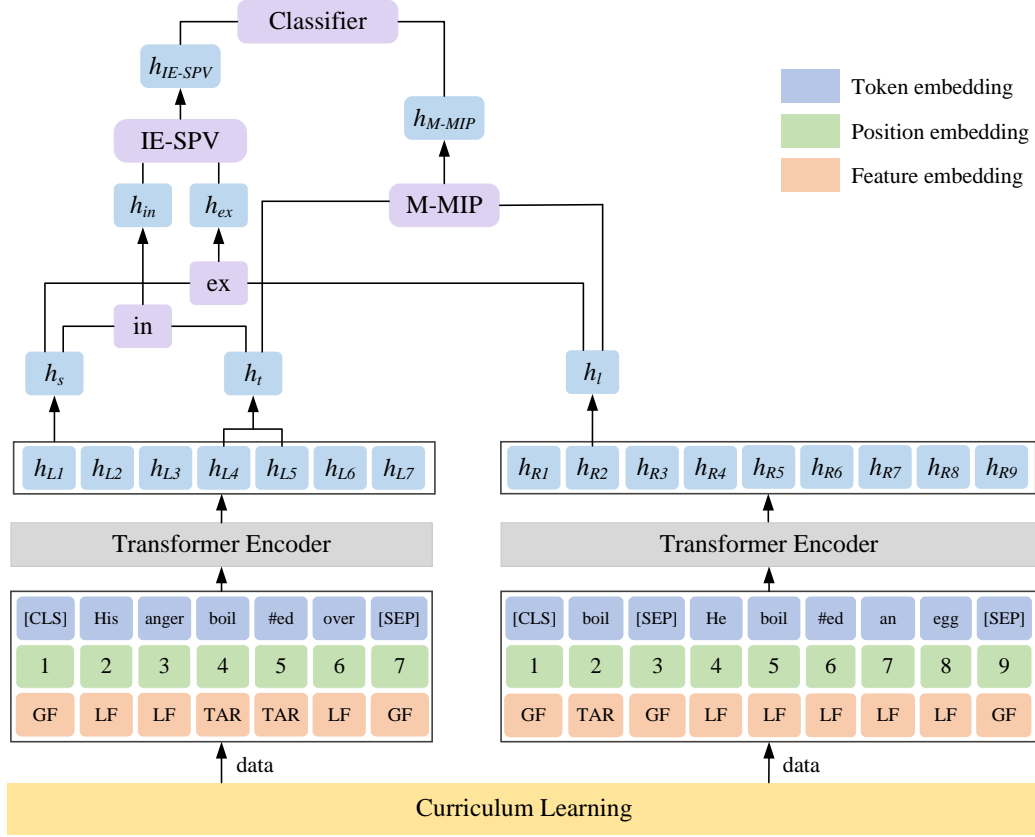 Classifier
h_IE-SPV
Token embedding
h_M-MIP
IE-SPV
Position embedding
Feature embedding
h_in h_ex M-MIP
ex
in
h_s h_t h_l
h_L1 h_L2 h_L3 h_L4 h_L5 h_L6 h_L7 h_R1 h_R2 h_R3 h_R4 h_R5 h_R6 h_R7 h_R8 h_R9
Transformer Encoder Transformer Encoder
[CLS] His anger boil #ed over [SEP] [CLS] boil [SEP] He boil #ed an egg [SEP]
1 2 3 4 5 6 7 1 2 3 4 5 6 7 8 9
GF LF LF TAR TAR LF GF GF TAR GF LF LF LF LF LF GF
data data
Curriculum Learning